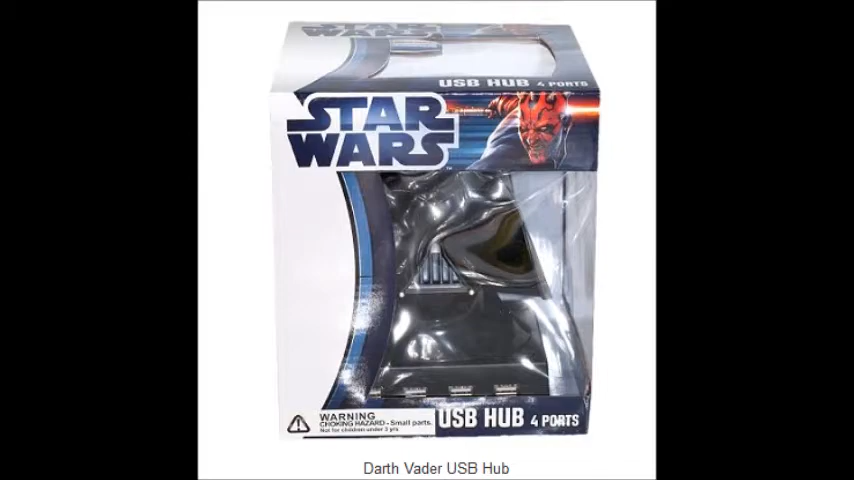 USB HUB 4 PORTS
STAR
WARS
WARNING
CHOKING HAZARD - Small parts.
Not for children under 3 yrs
USB HUB 4 PORTS
Darth Vader USB Hub